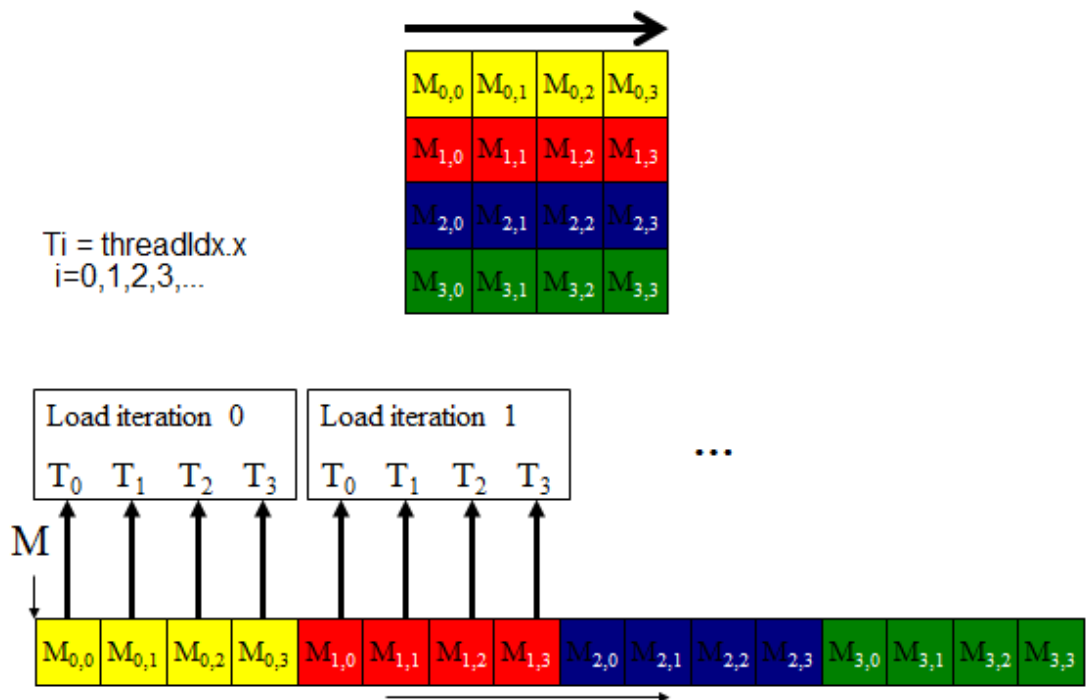 M0,0 M0,1 M0,2 M0,3
M1,0 M1,1 M1,2 M1,3
M2,0 M2,1 M2,2 M2,3
M3,0 M3,1 M3,2 M3,3
Ti = threadIdx.x
i=0,1,2,3,...
Load iteration 0
T0 T1 T2 T3
Load iteration 1
T0 T1 T2 T3
...
M
M0,0 M0,1 M0,2 M0,3 M1,0 M1,1 M1,2 M1,3 M2,0 M2,1 M2,2 M2,3 M3,0 M3,1 M3,2 M3,3